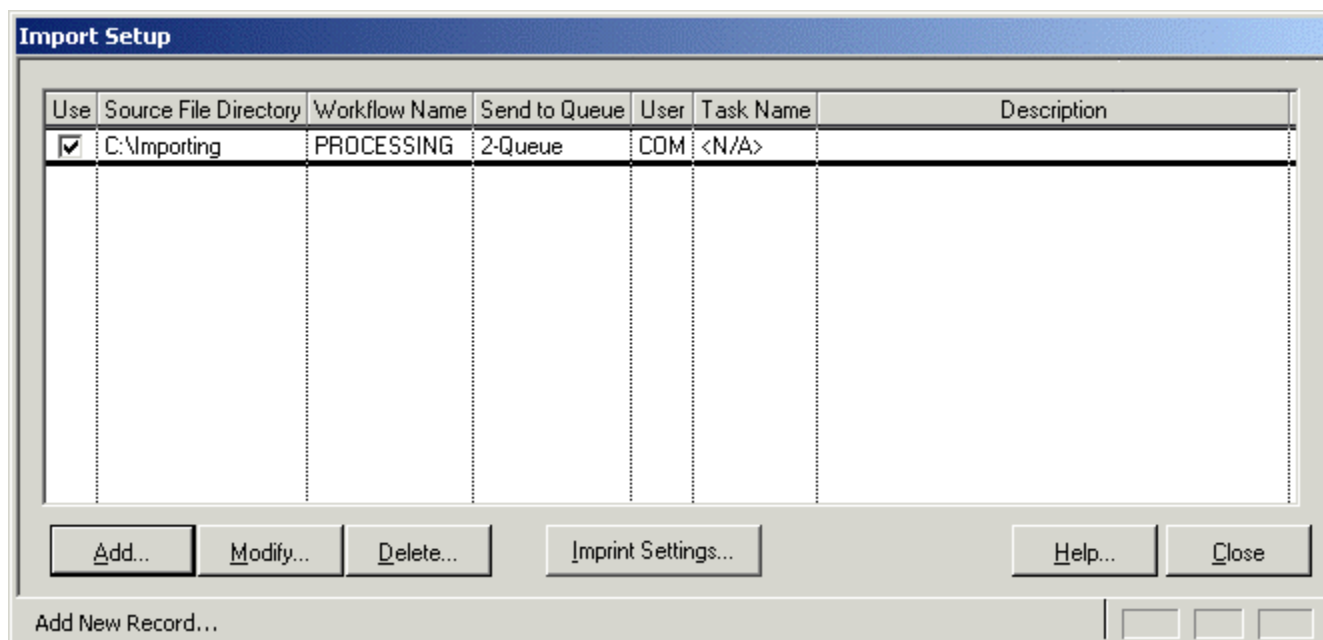 Import Setup
Use Source File Directory Workflow Name Send to Queue User Task Name Description
C:\Importing PROCESSING 2-Queue COM <N/A>
Add... Modify... Delete... Imprint Settings... Help... Close
Add New Record...